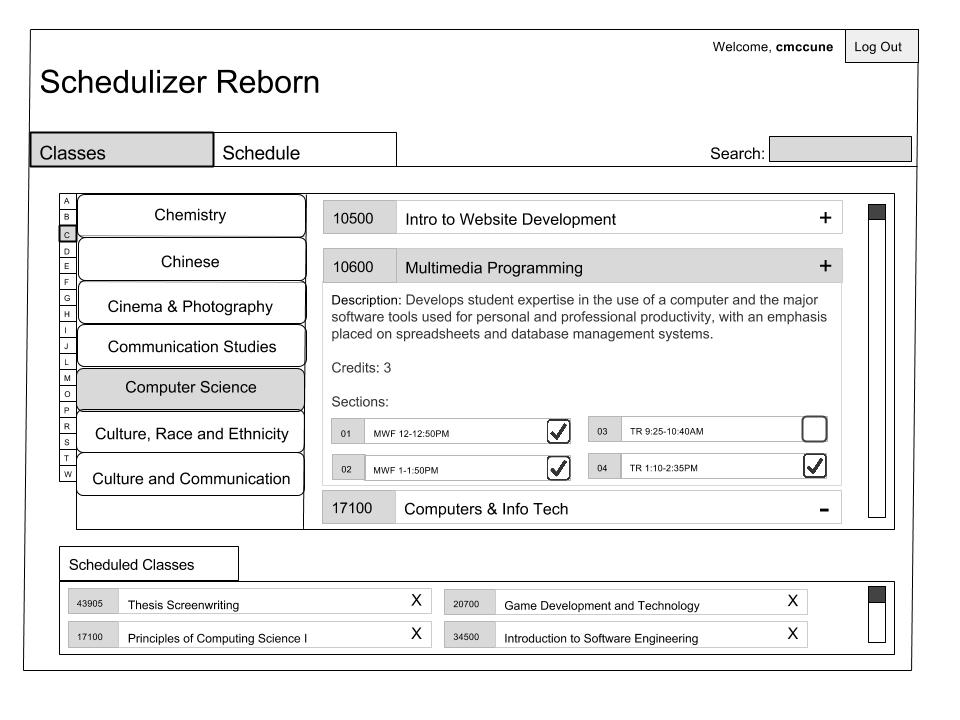 Welcome, cmccune
Log Out
Schedulizer Reborn
Classes
Schedule
Search:
A
B
C
D
E
F
G
H
I
J
L
M
O
P
R
S
T
W
Chemistry
Chinese
Cinema & Photography
Communication Studies
Computer Science
Culture, Race and Ethnicity
Culture and Communication
10500 Intro to Website Development +
10600 Multimedia Programming +
Description: Develops student expertise in the use of a computer and the major
software tools used for personal and professional productivity, with an emphasis
placed on spreadsheets and database management systems.
Credits: 3
Sections:
01 MWF 12-12:50PM
03 TR 9:25-10:40AM
02 MWF 1-1:50PM
04 TR 1:10-2:35PM
17100 Computers & Info Tech -
Scheduled Classes
43905 Thesis Screenwriting X
20700 Game Development and Technology X
17100 Principles of Computing Science I X
34500 Introduction to Software Engineering X